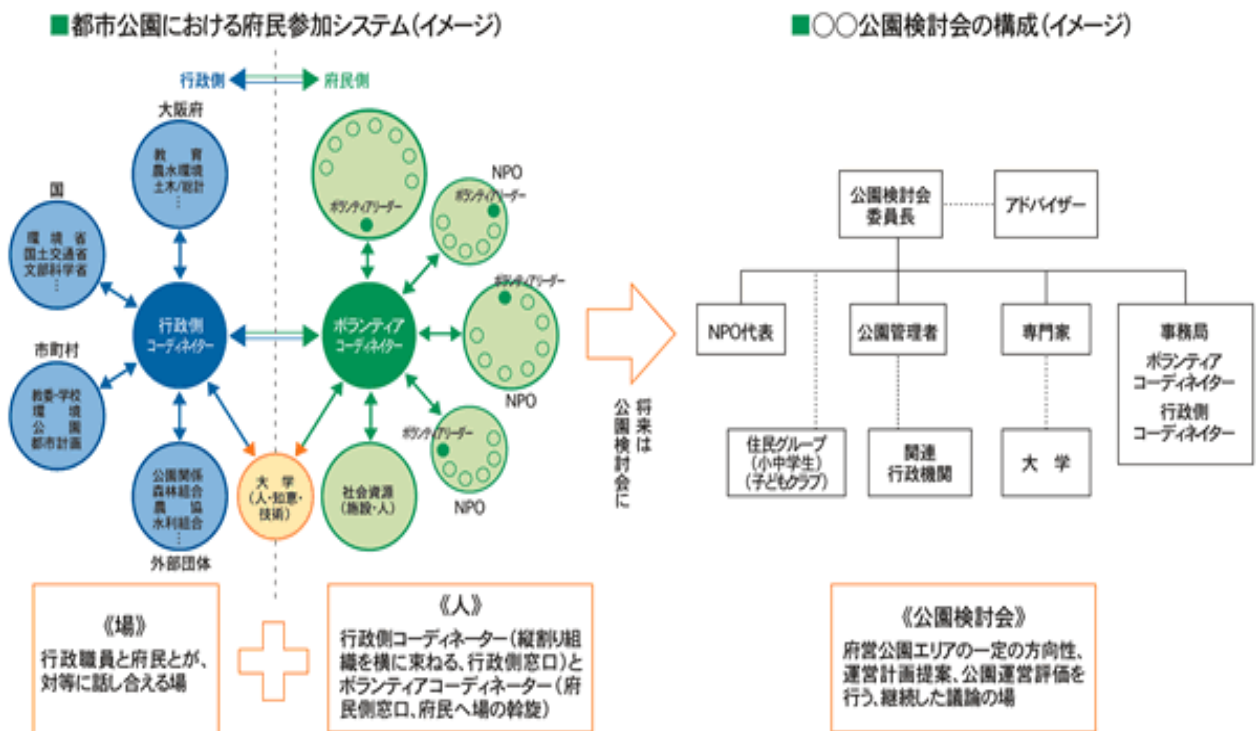 ■都市公園における府民参加システム(イメージ)
行政側
府民側
大阪府
教　育
農水環境
土木/総計
⋮
国
環 境 省
国土交通省
文部科学省
⋮
市町村
教委・学校
環　境
公　園
都市計画
行政側
コーディネイター
公園関係
森林組合
農　協
水利組合
⋮
外部団体
大　学
(人・知恵・
技術)
ボランティア
コーディネイター
ボランティアリーダー
NPO
ボランティアリーダー
ボランティアリーダー
NPO
ボランティアリーダー
NPO
社会資源
(施設・人)
《場》
行政職員と府民とが、
対等に話し合える場
《人》
行政側コーディネーター(縦割り組
織を横に束ねる、行政側窓口)と
ボランティアコーディネーター(府
民側窓口、府民へ場の斡旋)
将来は
公園検討会に
■○○公園検討会の構成(イメージ)
公園検討会
委員長
アドバイザー
NPO代表
公園管理者
専門家
事務局
ボランティア
コーディネイター
行政側
コーディネイター
住民グループ
(小中学生)
(子どもクラブ)
関連
行政機関
大　学
《公園検討会》
府営公園エリアの一定の方向性、
運営計画提案、公園運営評価を
行う、継続した議論の場